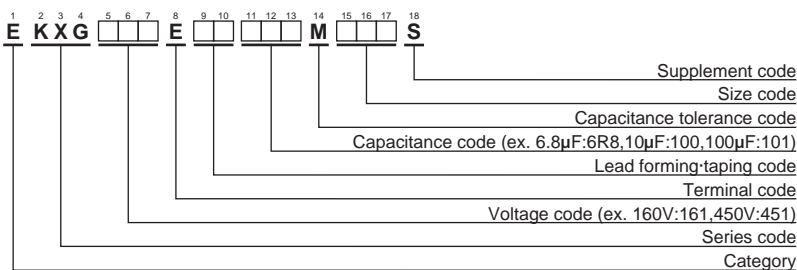 1 2 3 4 5 6 7 8 9 10 11 12 13 14 15 16 17 18
E KXG □□□ E □□ □□□ M □□□ S
Supplement code
Size code
Capacitance tolerance code
Capacitance code (ex. 6.8µF:6R8,10µF:100,100µF:101)
Lead forming·taping code
Terminal code
Voltage code (ex. 160V:161,450V:451)
Series code
Category